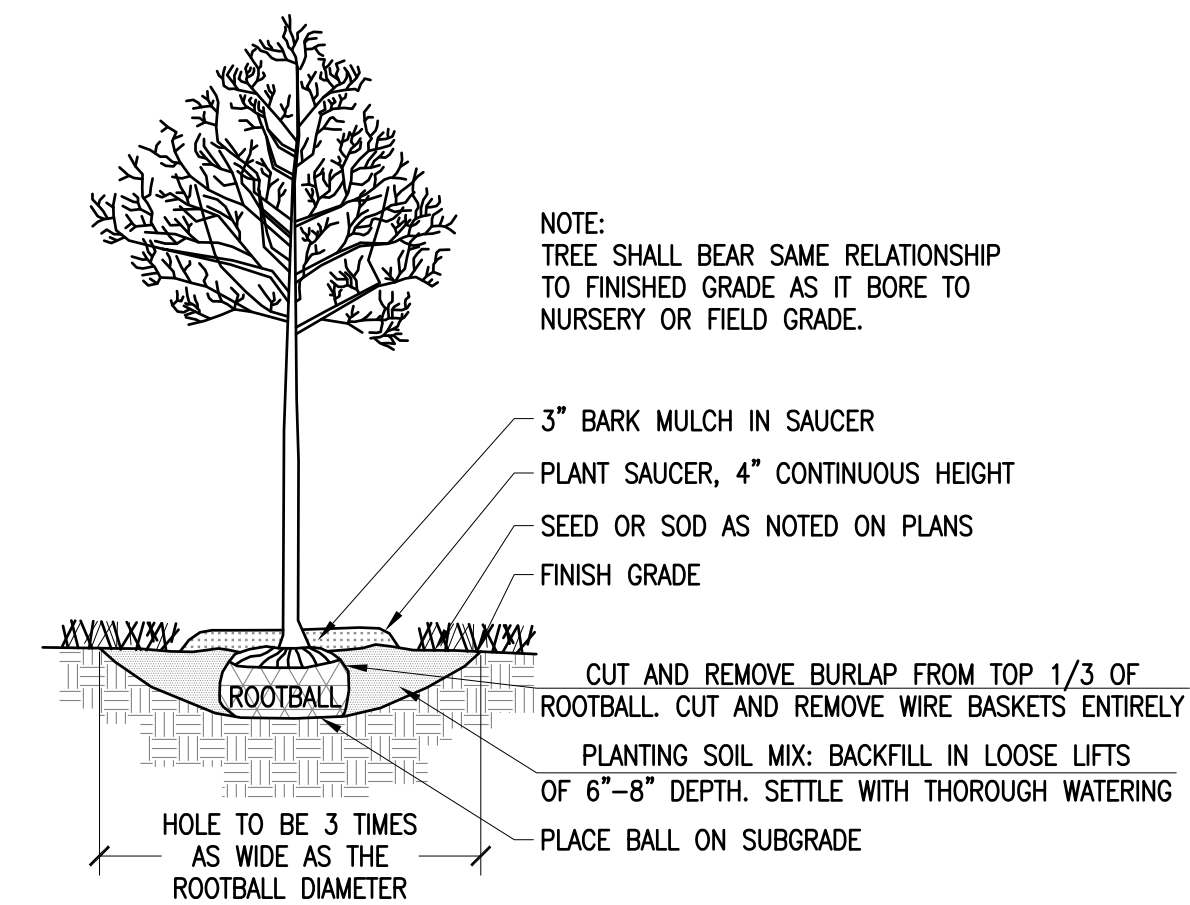 NOTE:
TREE SHALL BEAR SAME RELATIONSHIP
TO FINISHED GRADE AS IT BORE TO
NURSERY OR FIELD GRADE.
3" BARK MULCH IN SAUCER
PLANT SAUCER, 4" CONTINUOUS HEIGHT
SEED OR SOD AS NOTED ON PLANS
FINISH GRADE
CUT AND REMOVE BURLAP FROM TOP 1/3 OF
ROOTBALL. CUT AND REMOVE WIRE BASKETS ENTIRELY
ROOTBALL
PLANTING SOIL MIX: BACKFILL IN LOOSE LIFTS
OF 6"-8" DEPTH. SETTLE WITH THOROUGH WATERING
PLACE BALL ON SUBGRADE
HOLE TO BE 3 TIMES
AS WIDE AS THE
ROOTBALL DIAMETER